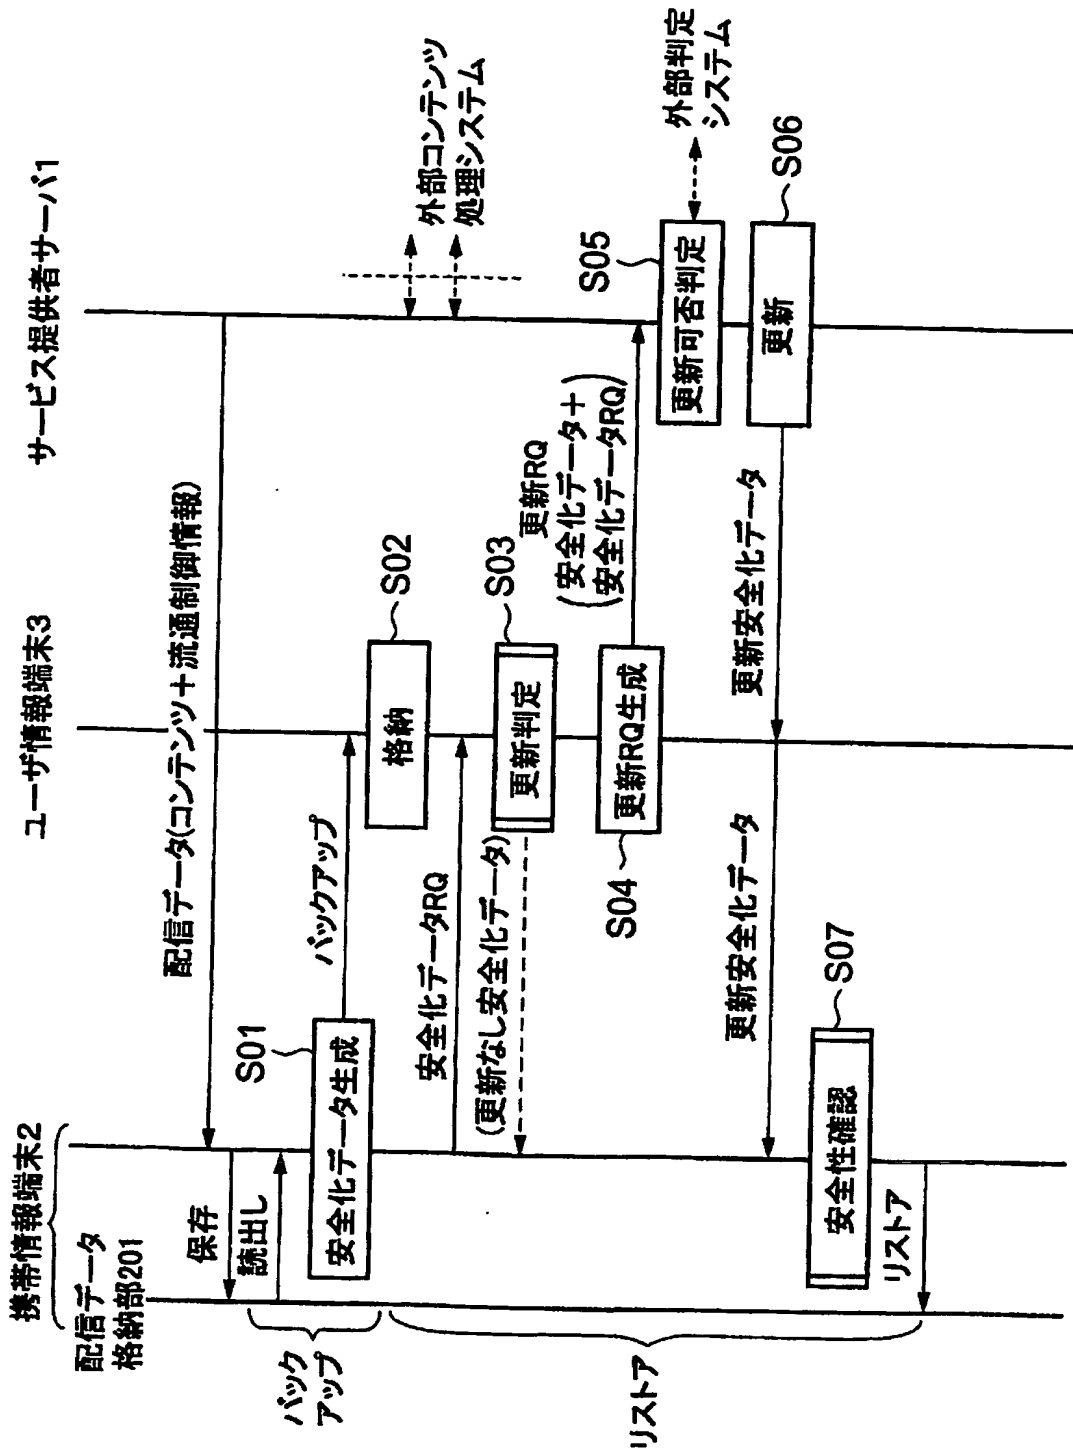 携帯情報端末2
配信データ
格納部201
ユーザ情報端末3
サービス提供者サーバ1
配信データ(コンテンツ+流通制御情報)
保存
読出し
バック
アップ
S01
安全化データ生成
バックアップ
S02
格納
外部コンテンツ
処理システム
安全化データRQ
S03
更新判定
(更新なし安全化データ)
S04
更新RQ生成
更新RQ
(安全化データ+
安全化データRQ)
S05
更新可否判定
外部判定
システム
S06
更新
更新安全化データ
更新安全化データ
S07
安全性確認
リストア
リストア